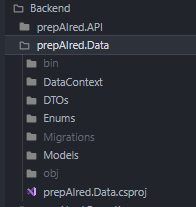 Backend
prepAIred.API
prepAIred.Data
bin
DataContext
DTOs
Enums
Migrations
Models
obj
prepAIred.Data.csproj